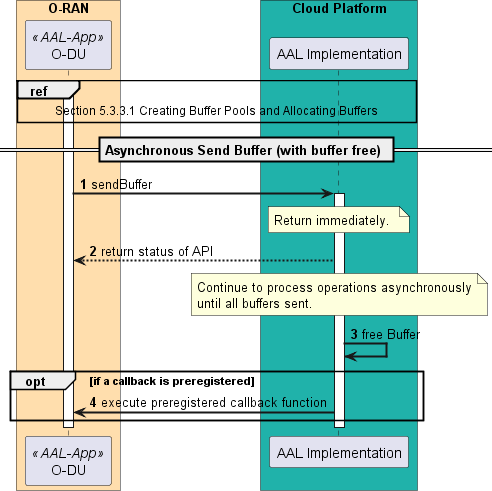 O-RAN
Cloud Platform
« AAL-App»
O-DU
AAL Implementation
ref
Section 5.3.3.1 Creating Buffer Pools and Allocating Buffers
Asynchronous Send Buffer (with buffer free)
1 sendBuffer
Return immediately.
2 return status of API
Continue to process operations asynchronously
until all buffers sent.
3 free Buffer
opt
[if a callback is preregistered]
4 execute preregistered callback function
« AAL-App»
O-DU
AAL Implementation